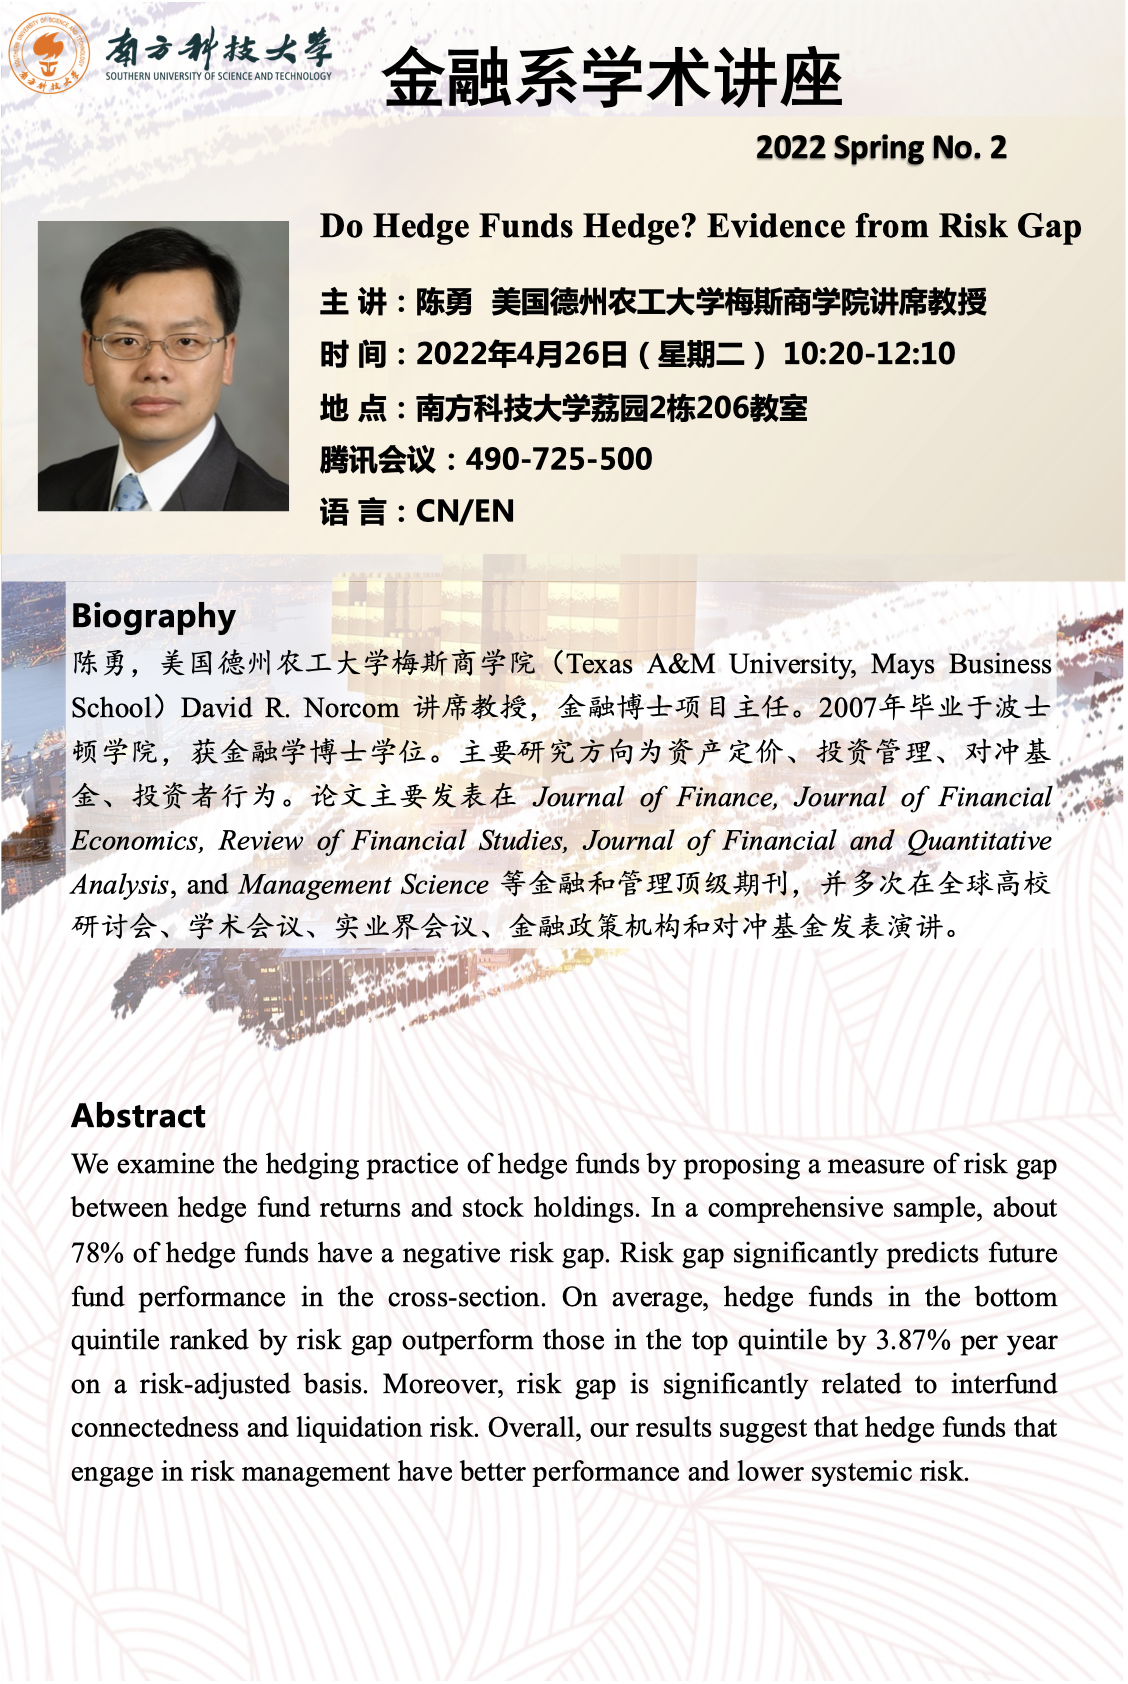 南方科技大学
SOUTHERN UNIVERSITY OF SCIENCE AND TECHNOLOGY
金融系学术讲座
2022 Spring No. 2
Do Hedge Funds Hedge? Evidence from Risk Gap
主 讲：陈勇 美国德州农工大学梅斯商学院讲席教授
时 间：2022年4月26日（星期二） 10:20-12:10
地 点：南方科技大学荔园2栋206教室
腾讯会议：490-725-500
语 言：CN/EN
Biography
陈勇，美国德州农工大学梅斯商学院（Texas A&M University, Mays Business
School）David R. Norcom 讲席教授，金融博士项目主任。2007年毕业于波士
顿学院，获金融学博士学位。主要研究方向为资产定价、投资管理、对冲基
金、投资者行为。论文主要发表在 Journal of Finance, Journal of Financial
Economics, Review of Financial Studies, Journal of Financial and Quantitative
Analysis, and Management Science 等金融和管理顶级期刊，并多次在全球高校
研讨会、学术会议、实业界会议、金融政策机构和对冲基金发表演讲。
Abstract
We examine the hedging practice of hedge funds by proposing a measure of risk gap
between hedge fund returns and stock holdings. In a comprehensive sample, about
78% of hedge funds have a negative risk gap. Risk gap significantly predicts future
fund performance in the cross-section. On average, hedge funds in the bottom
quintile ranked by risk gap outperform those in the top quintile by 3.87% per year
on a risk-adjusted basis. Moreover, risk gap is significantly related to interfund
connectedness and liquidation risk. Overall, our results suggest that hedge funds that
engage in risk management have better performance and lower systemic risk.